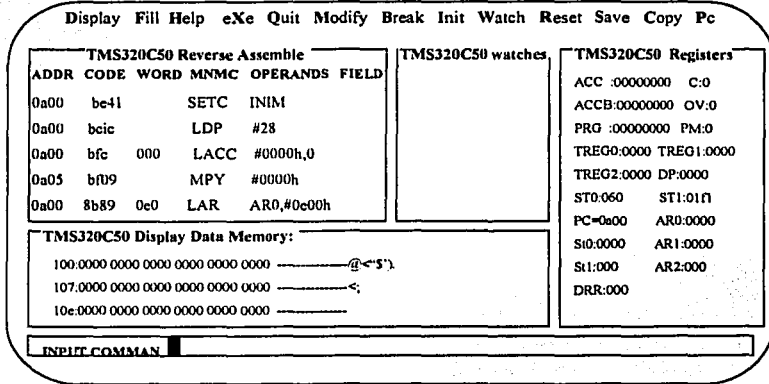 Display Fill Help eXe Quit Modify Break Init Watch Reset Save Copy Pc
TMS320C50 Reverse Assemble
ADDR CODE WORD MNMC OPERANDS FIELD
0a00 be41 SETC INIM
0a00 bcic LDP #28
0a00 bfc 000 LACC #0000h,0
0a05 bf09 MPY #0000h
0a00 8b89 0e0 LAR AR0,#0e00h
TMS320C50 watches
TMS320C50 Registers
ACC :00000000 C:0
ACCB:00000000 OV:0
PRG :00000000 PM:0
TREG0:0000 TREG1:0000
TREG2:0000 DP:0000
ST0:060 ST1:01f1
PC=0a00 AR0:0000
St0:0000 AR1:0000
St1:000 AR2:000
DRR:000
TMS320C50 Display Data Memory:
100:0000 0000 0000 0000 0000 0000 ----------------@<"$').
107:0000 0000 0000 0000 0000 0000 ----------------<;
10e:0000 0000 0000 0000 0000 0000 ----------------
INPUT COMMAN